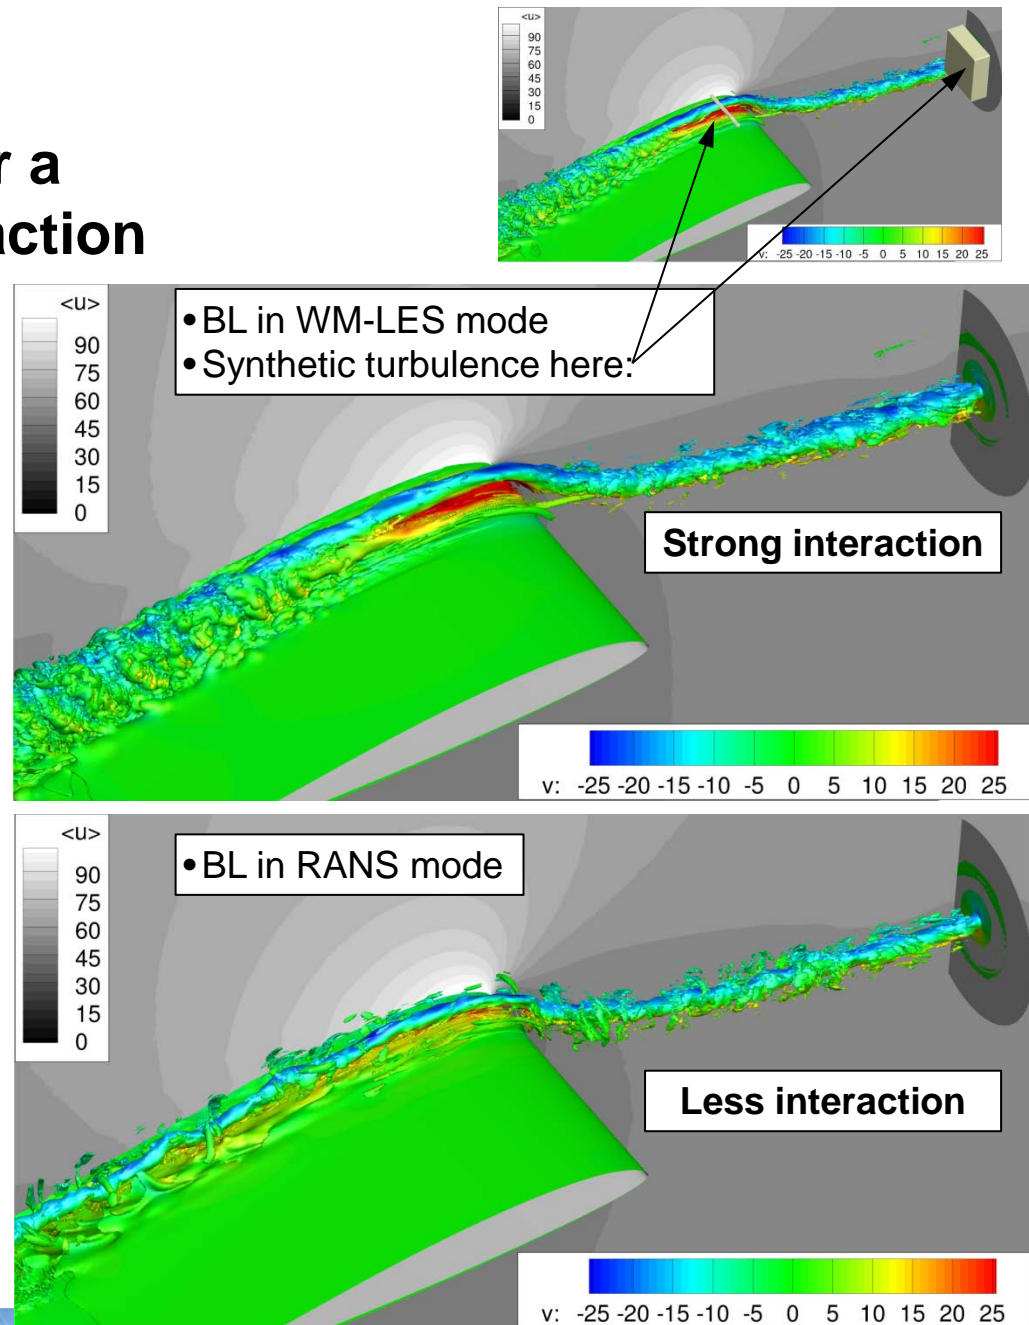 r a
action
<u>
90
75
60
45
30
15
0
v: -25 -20 -15 -10 -5 0 5 10 15 20 25
<u>
90
75
60
45
30
15
0
•BL in WM-LES mode
•Synthetic turbulence here:
Strong interaction
v: -25 -20 -15 -10 -5 0 5 10 15 20 25
<u>
90
75
60
45
30
15
0
•BL in RANS mode
Less interaction
v: -25 -20 -15 -10 -5 0 5 10 15 20 25